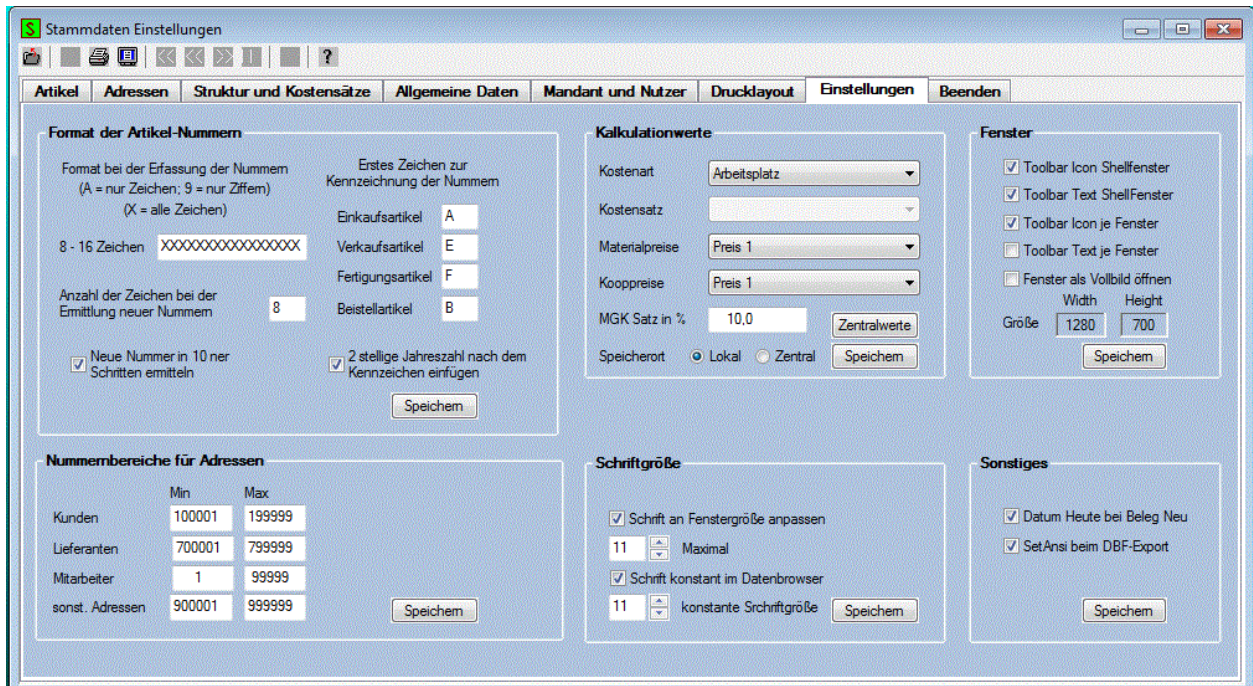 S Stammdaten Einstellungen
?
Artikel Adressen Struktur und Kostensätze Allgemeine Daten Mandant und Nutzer Drucklayout Einstellungen Beenden
Format der Artikel-Nummern
Format bei der Erfassung der Nummern
(A = nur Zeichen; 9 = nur Ziffern)
(X = alle Zeichen)
8 - 16 Zeichen XXXXXXXXXXXXXXXX
Anzahl der Zeichen bei der
Ermittlung neuer Nummern 8
Neue Nummer in 10 ner
Schritten ermitteln
Erstes Zeichen zur
Kennzeichnung der Nummern
Einkaufsartikel A
Verkaufsartikel E
Fertigungsartikel F
Beistellartikel B
2 stellige Jahreszahl nach dem
Kennzeichen einfügen
Speichern
Kalkulationwerte
Kostenart Arbeitsplatz
Kostensatz
Materialpreise Preis 1
Kooppreise Preis 1
MGK Satz in % 10,0 Zentralwerte
Speicherort Lokal Zentral Speichern
Fenster
Toolbar Icon Shellfenster
Toolbar Text ShellFenster
Toolbar Icon je Fenster
Toolbar Text je Fenster
Fenster als Vollbild öffnen
Width Height
Größe 1280 700
Speichern
Nummernbereiche für Adressen
Min Max
Kunden 100001 199999
Lieferanten 700001 799999
Mitarbeiter 1 99999
sonst. Adressen 900001 999999 Speichern
Schriftgröße
Schrift an Fenstergröße anpassen
11 Maximal
Schrift konstant im Datenbrowser
11 konstante Srchriftgröße Speichern
Sonstiges
Datum Heute bei Beleg Neu
SetAnsi beim DBF-Export
Speichern